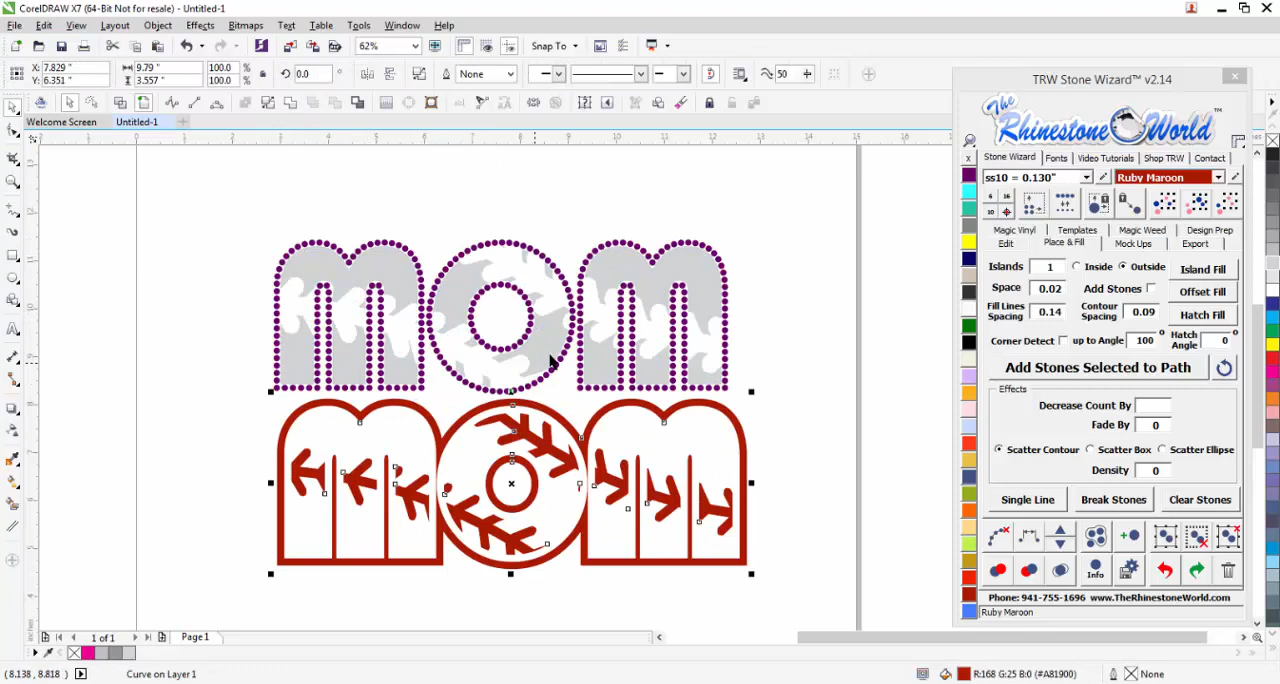 CorelDRAW X7 (64-Bit Not for resale) - Untitled-1
File Edit View Layout Object Effects Bitmaps Text Table Tools Window Help
62% Snap To
X: 7.829 " 9.79 " 100.0 % 0.0 ° None 50
Y: 6.351 " 3.557 " 100.0 %
Welcome Screen Untitled-1
mom
mom
TRW Stone Wizard™ v2.14
The Rhinestone World ™
Stone Wizard Fonts Video Tutorials Shop TRW Contact
ss10 = 0.130" Ruby Maroon
6 16
10
Magic Vinyl Templates Magic Weed Design Prep
Edit Place & Fill Mock Ups Export
Islands 1 Inside Outside Island Fill
Space 0.02 Add Stones Offset Fill
Fill Lines Spacing 0.14 Contour Spacing 0.09 Hatch Fill
Corner Detect up to Angle 100 ° Hatch Angle 0 °
Add Stones Selected to Path
Effects
Decrease Count By
Fade By 0
Scatter Contour Scatter Box Scatter Ellipse
Density 0
Single Line Break Stones Clear Stones
Info
Phone: 941-755-1696 www.TheRhinestoneWorld.com
Ruby Maroon
1 of 1 Page 1
(8.138, 8.818) Curve on Layer 1 R:168 G:25 B:0 (#A81900) None